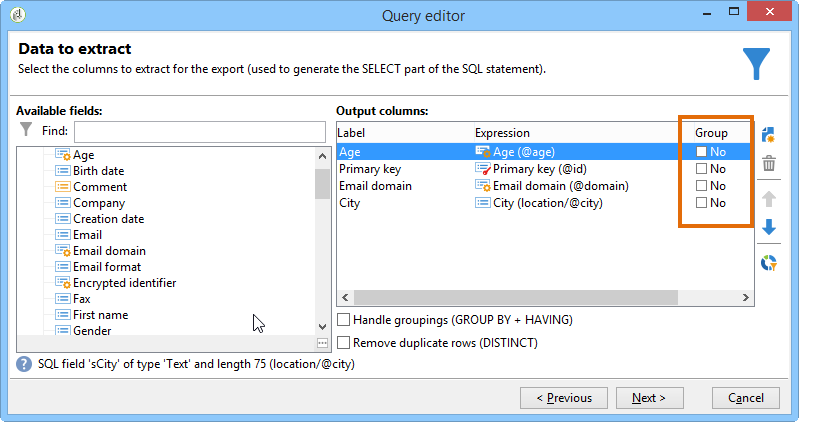 Query editor
Data to extract
Select the columns to extract for the export (used to generate the SELECT part of the SQL statement).
Available fields:
Find:
Age
Birth date
Comment
Company
Creation date
Email
Email domain
Email format
Encrypted identifier
Fax
First name
Gender
Output columns:
Label Expression Group
Age Age (@age) No
Primary key Primary key (@id) No
Email domain Email domain (@domain) No
City City (location/@city) No
Handle groupings (GROUP BY + HAVING)
Remove duplicate rows (DISTINCT)
SQL field 'sCity' of type 'Text' and length 75 (location/@city)
< Previous Next > Cancel